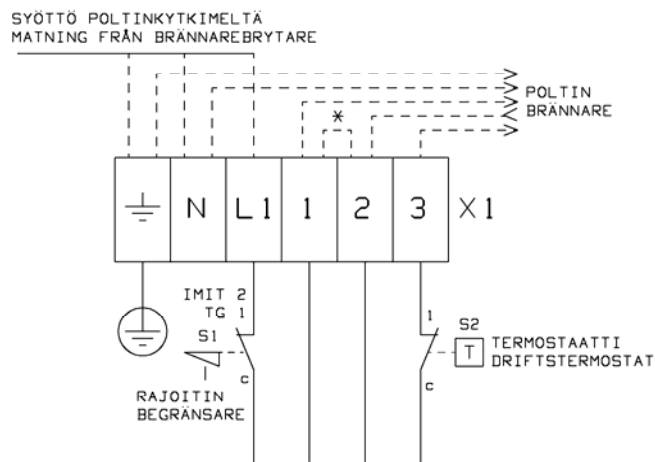 SYÖTTÖ POLTINKYTKIMELTÄ
MATNING FRÅN BRÄNNAREBRYTARE
POLTIN
BRÄNNARE
*
N L1 1 2 3 X1
IMIT 2
TG 1
S1
c
RAJOITIN
BEGRÄNSARE
1
S2
T
TERMOSTAATTI
DRIFTSTERMOSTAT
c